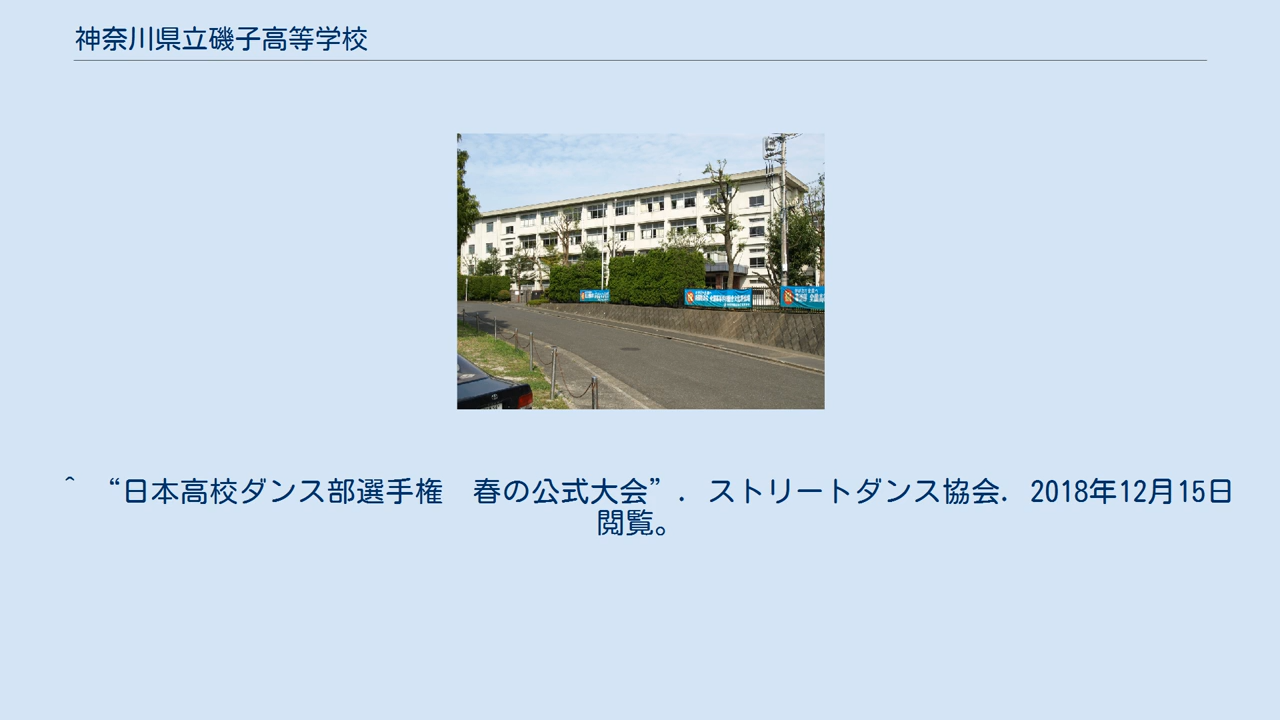 神奈川県立磯子高等学校
^ “日本高校ダンス部選手権　春の公式大会”. ストリートダンス協会. 2018年12月15日
閲覧。